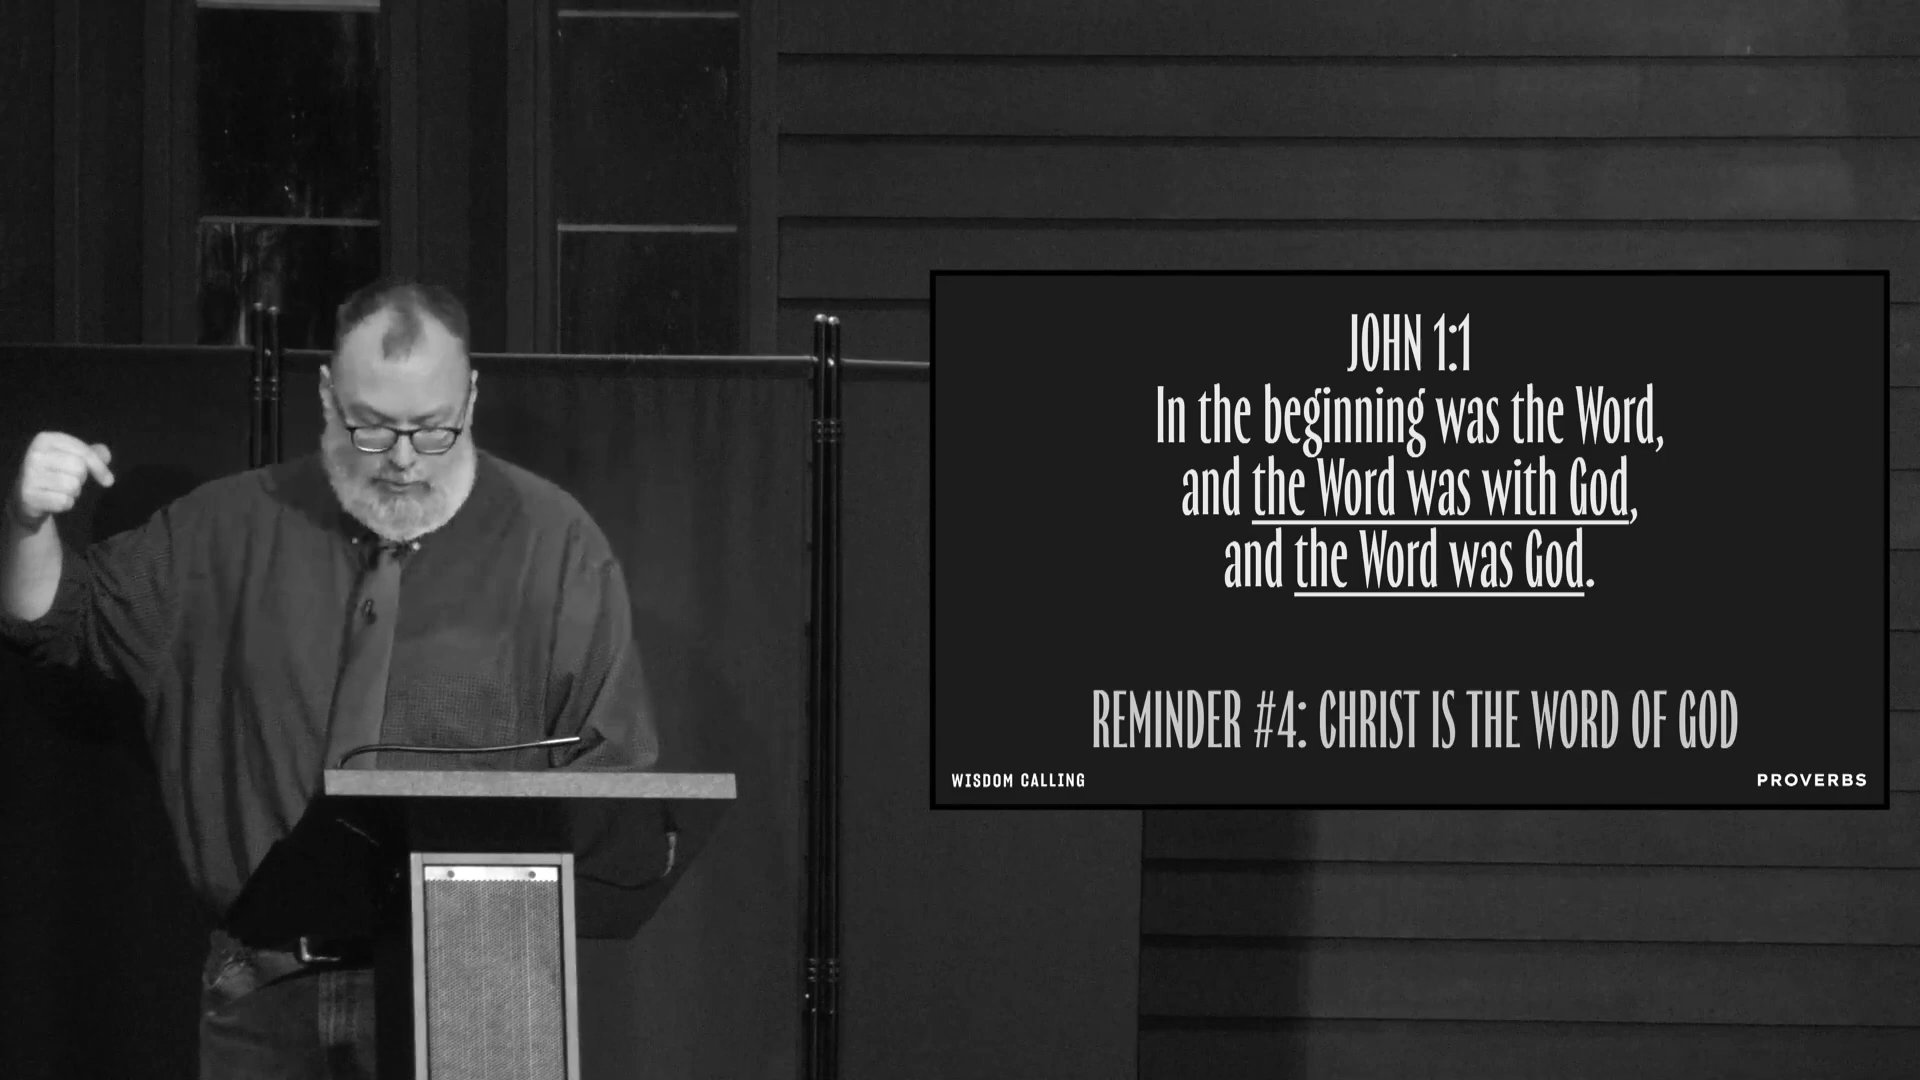 JOHN 1:1
In the beginning was the Word,
and the Word was with God,
and the Word was God.
REMINDER #4: CHRIST IS THE WORD OF GOD
WISDOM CALLING
PROVERBS